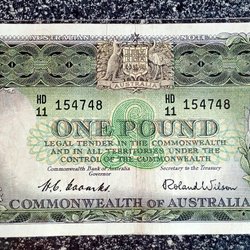 AUSTRALIA
HD 11 154748 HD 11 154748
ONE POUND
LEGAL TENDER IN THE COMMONWEALTH
AND IN ALL TERRITORIES UNDER THE
CONTROL OF THE COMMONWEALTH
Commonwealth Bank of Australia Secretary to the Treasury
Governor
H.C. Coombs Roland Wilson
COMMONWEALTH OF AUSTRALIA